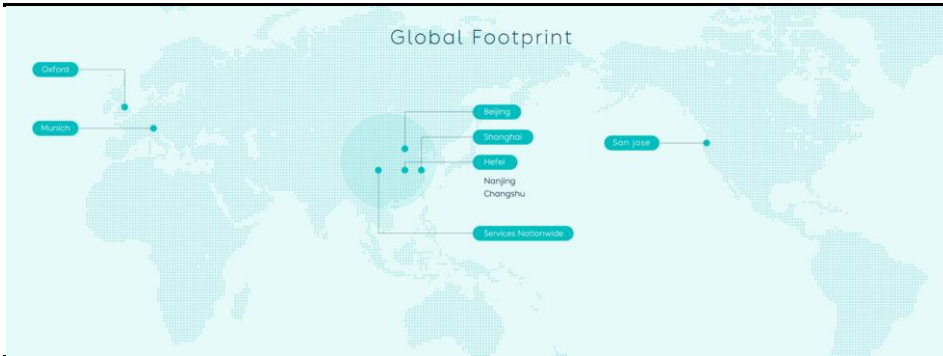 Global Footprint
Oxford
Munich
Beijing
Shanghai
Hefei
Nanjing
Changshu
Services Nationwide
San jose